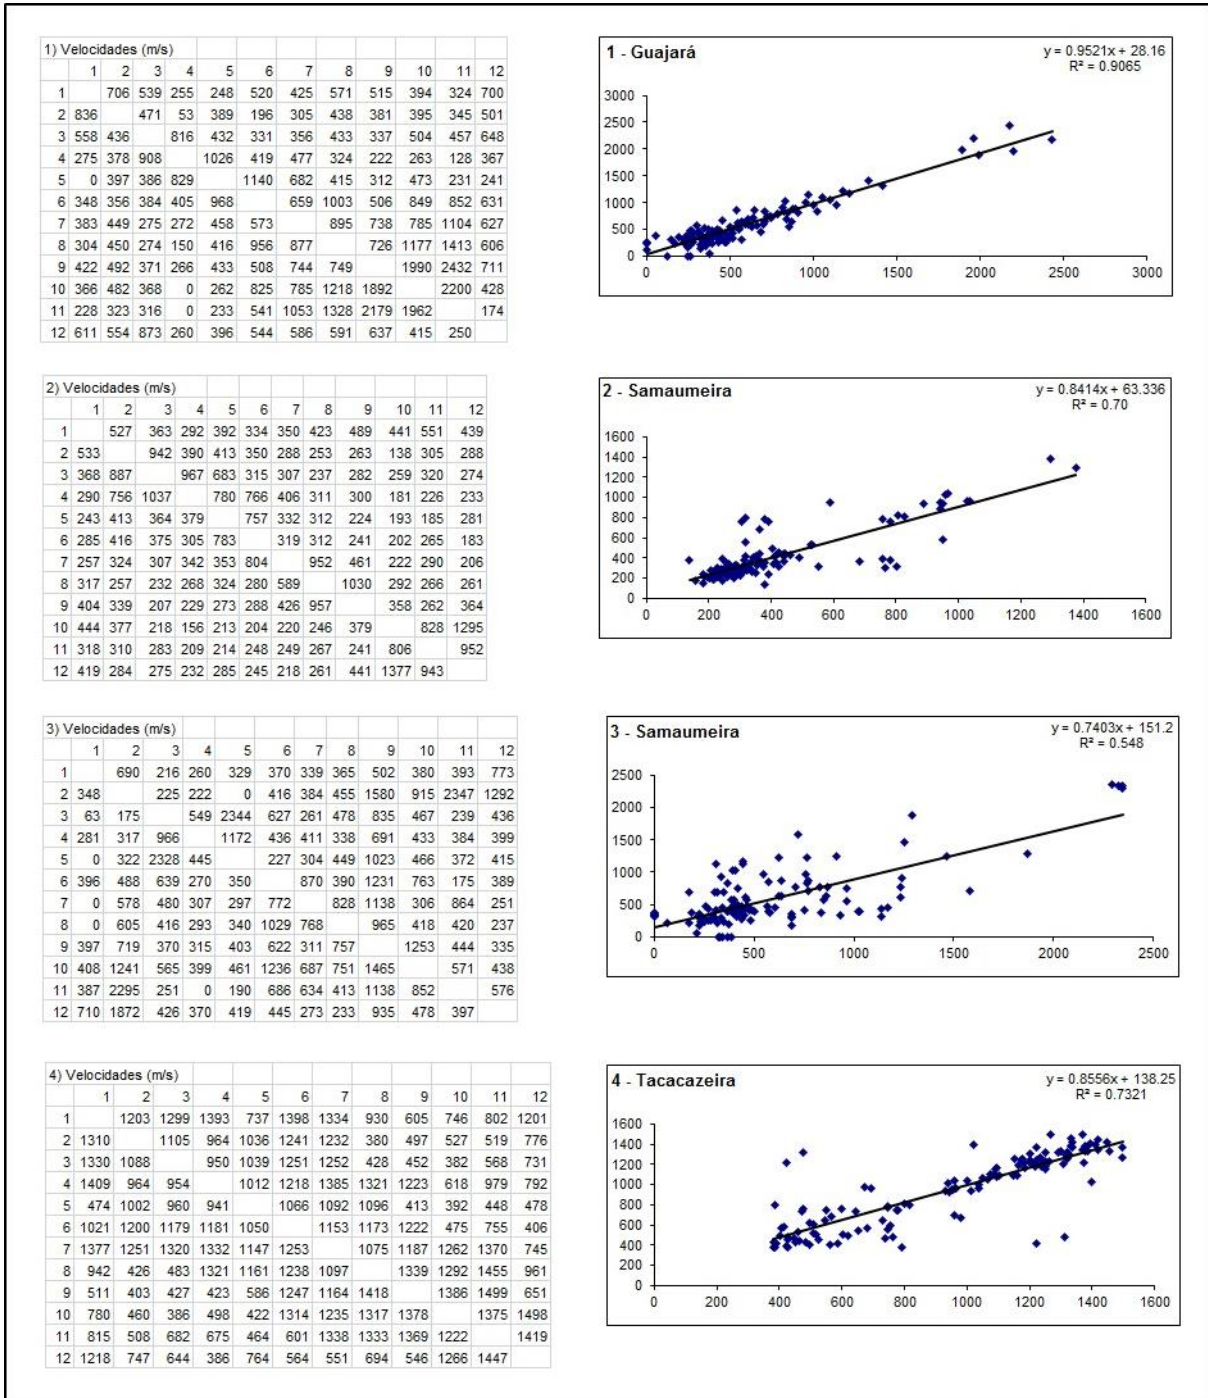 1) Velocidades (m/s)
1 2 3 4 5 6 7 8 9 10 11 12
1 706 539 255 248 520 425 571 515 394 324 700
2 836 471 53 389 196 305 438 381 395 345 501
3 558 436 816 432 331 356 433 337 504 457 648
4 275 378 908 1026 419 477 324 222 263 128 367
5 0 397 386 829 1140 682 415 312 473 231 241
6 348 356 384 405 968 659 1003 506 849 852 631
7 383 449 275 272 458 573 895 738 785 1104 627
8 304 450 274 150 416 956 877 726 1177 1413 606
9 422 492 371 266 433 508 744 749 1990 2432 711
10 366 482 368 0 262 825 785 1218 1892 2200 428
11 228 323 316 0 233 541 1053 1328 2179 1962 174
12 611 554 873 260 396 544 586 591 637 415 250
1 - Guajará
y = 0.9521x + 28.16
R² = 0.9065
3000
2500
2000
1500
1000
500
0
0 500 1000 1500 2000 2500 3000
2) Velocidades (m/s)
1 2 3 4 5 6 7 8 9 10 11 12
1 527 363 292 392 334 350 423 489 441 551 439
2 533 942 390 413 350 288 253 263 138 305 288
3 368 887 967 683 315 307 237 282 259 320 274
4 290 756 1037 780 766 406 311 300 181 226 233
5 243 413 364 379 757 332 312 224 193 185 281
6 285 416 375 305 783 319 312 241 202 265 183
7 257 324 307 342 353 804 952 461 222 290 206
8 317 257 232 268 324 280 589 1030 292 266 261
9 404 339 207 229 273 288 426 957 358 262 364
10 444 377 218 156 213 204 220 246 379 828 1295
11 318 310 283 209 214 248 249 267 241 806 952
12 419 284 275 232 285 245 218 261 441 1377 943
2 - Samaumeira
y = 0.8414x + 63.336
R² = 0.70
1600
1400
1200
1000
800
600
400
200
0
0 200 400 600 800 1000 1200 1400 1600
3) Velocidades (m/s)
1 2 3 4 5 6 7 8 9 10 11 12
1 690 216 260 329 370 339 365 502 380 393 773
2 348 225 222 0 416 384 455 1580 915 2347 1292
3 63 175 549 2344 627 261 478 835 467 239 436
4 281 317 966 1172 436 411 338 691 433 384 399
5 0 322 2328 445 227 304 449 1023 466 372 415
6 396 488 639 270 350 870 390 1231 763 175 389
7 0 578 480 307 297 772 828 1138 306 864 251
8 0 605 416 293 340 1029 768 965 418 420 237
9 397 719 370 315 403 622 311 757 1253 444 335
10 408 1241 565 399 461 1236 687 751 1465 571 438
11 387 2295 251 0 190 686 634 413 1138 852 576
12 710 1872 426 370 419 445 273 233 935 478 397
3 - Samaumeira
y = 0.7403x + 151.2
R² = 0.548
2500
2000
1500
1000
500
0
0 500 1000 1500 2000 2500
4) Velocidades (m/s)
1 2 3 4 5 6 7 8 9 10 11 12
1 1203 1299 1393 737 1398 1334 930 605 746 802 1201
2 1310 1105 964 1036 1241 1232 380 497 527 519 776
3 1330 1088 950 1039 1251 1252 428 452 382 568 731
4 1409 964 954 1012 1218 1385 1321 1223 618 979 792
5 474 1002 960 941 1066 1092 1096 413 392 448 478
6 1021 1200 1179 1181 1050 1153 1173 1222 475 755 406
7 1377 1251 1320 1332 1147 1253 1075 1187 1262 1370 745
8 942 426 483 1321 1161 1238 1097 1339 1292 1455 961
9 511 403 427 423 586 1247 1164 1418 1386 1499 651
10 780 460 386 498 422 1314 1235 1317 1378 1375 1498
11 815 508 682 675 464 601 1338 1333 1369 1222 1419
12 1218 747 644 386 764 564 551 694 546 1266 1447
4 - Tacacazeira
y = 0.8556x + 138.25
R² = 0.7321
1600
1400
1200
1000
800
600
400
200
0
0 200 400 600 800 1000 1200 1400 1600